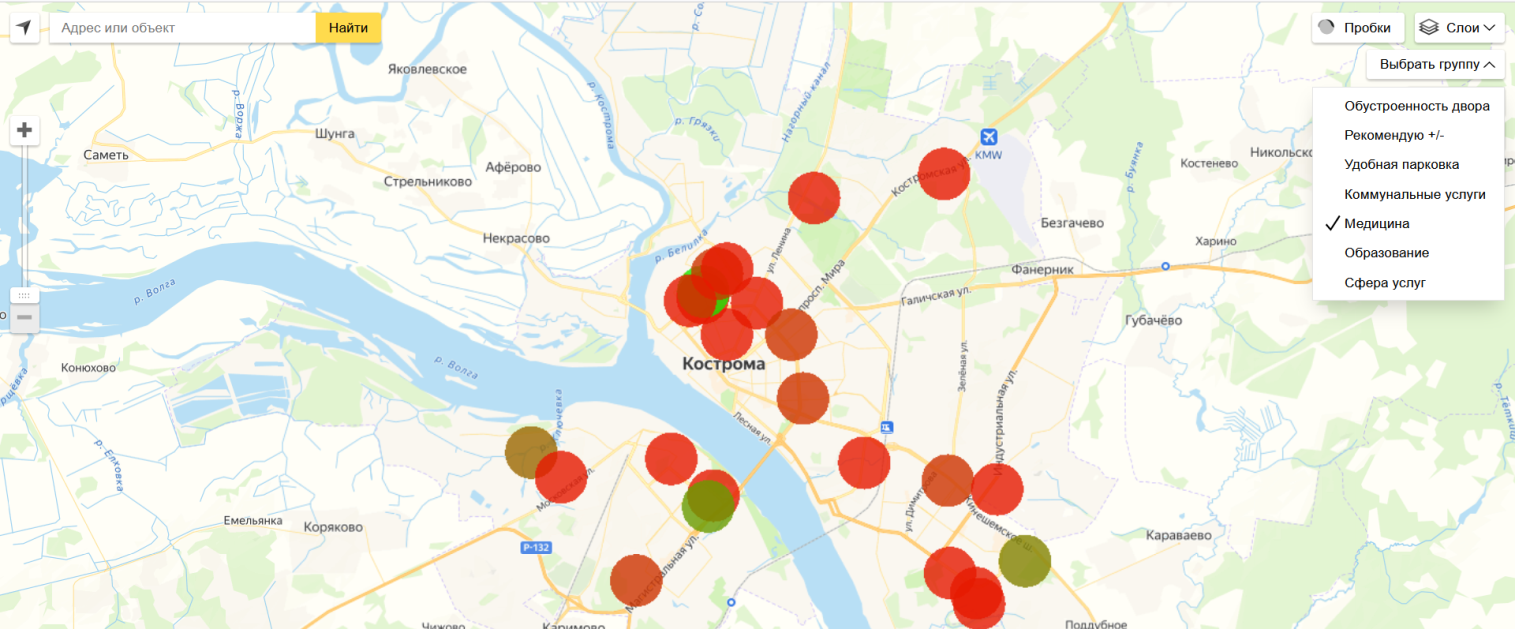 Адрес или объект
Найти
Пробки
Слои
Выбрать группу
Обустроенность двора
Рекомендую +/-
Удобная парковка
Коммунальные услуги
Медицина
Образование
Сфера услуг
Яковлевское
р. Кострома
Нагорный канал
р. Воржа
р. Грязки
Шунга
Саметь
Афёрово
Стрельниково
KMW
Костромская ул.
р. Буянка
Костенево
Некрасово
р. Белилка
ул. Ленина
Безгачево
Харино
Фанерник
просп. Мира
Галичская ул.
р. Волга
Губачёво
Конюхово
р. Волга
Кострома
Зелёная ул.
Индустриальная ул.
Лесная ул.
р. Елховка
Московская ул.
ул. Димитрова
Кинешемское ш.
Емельянка
Коряково
Р-132
Караваево
Магистральная ул.
Чижово
Каримово
Поддубное